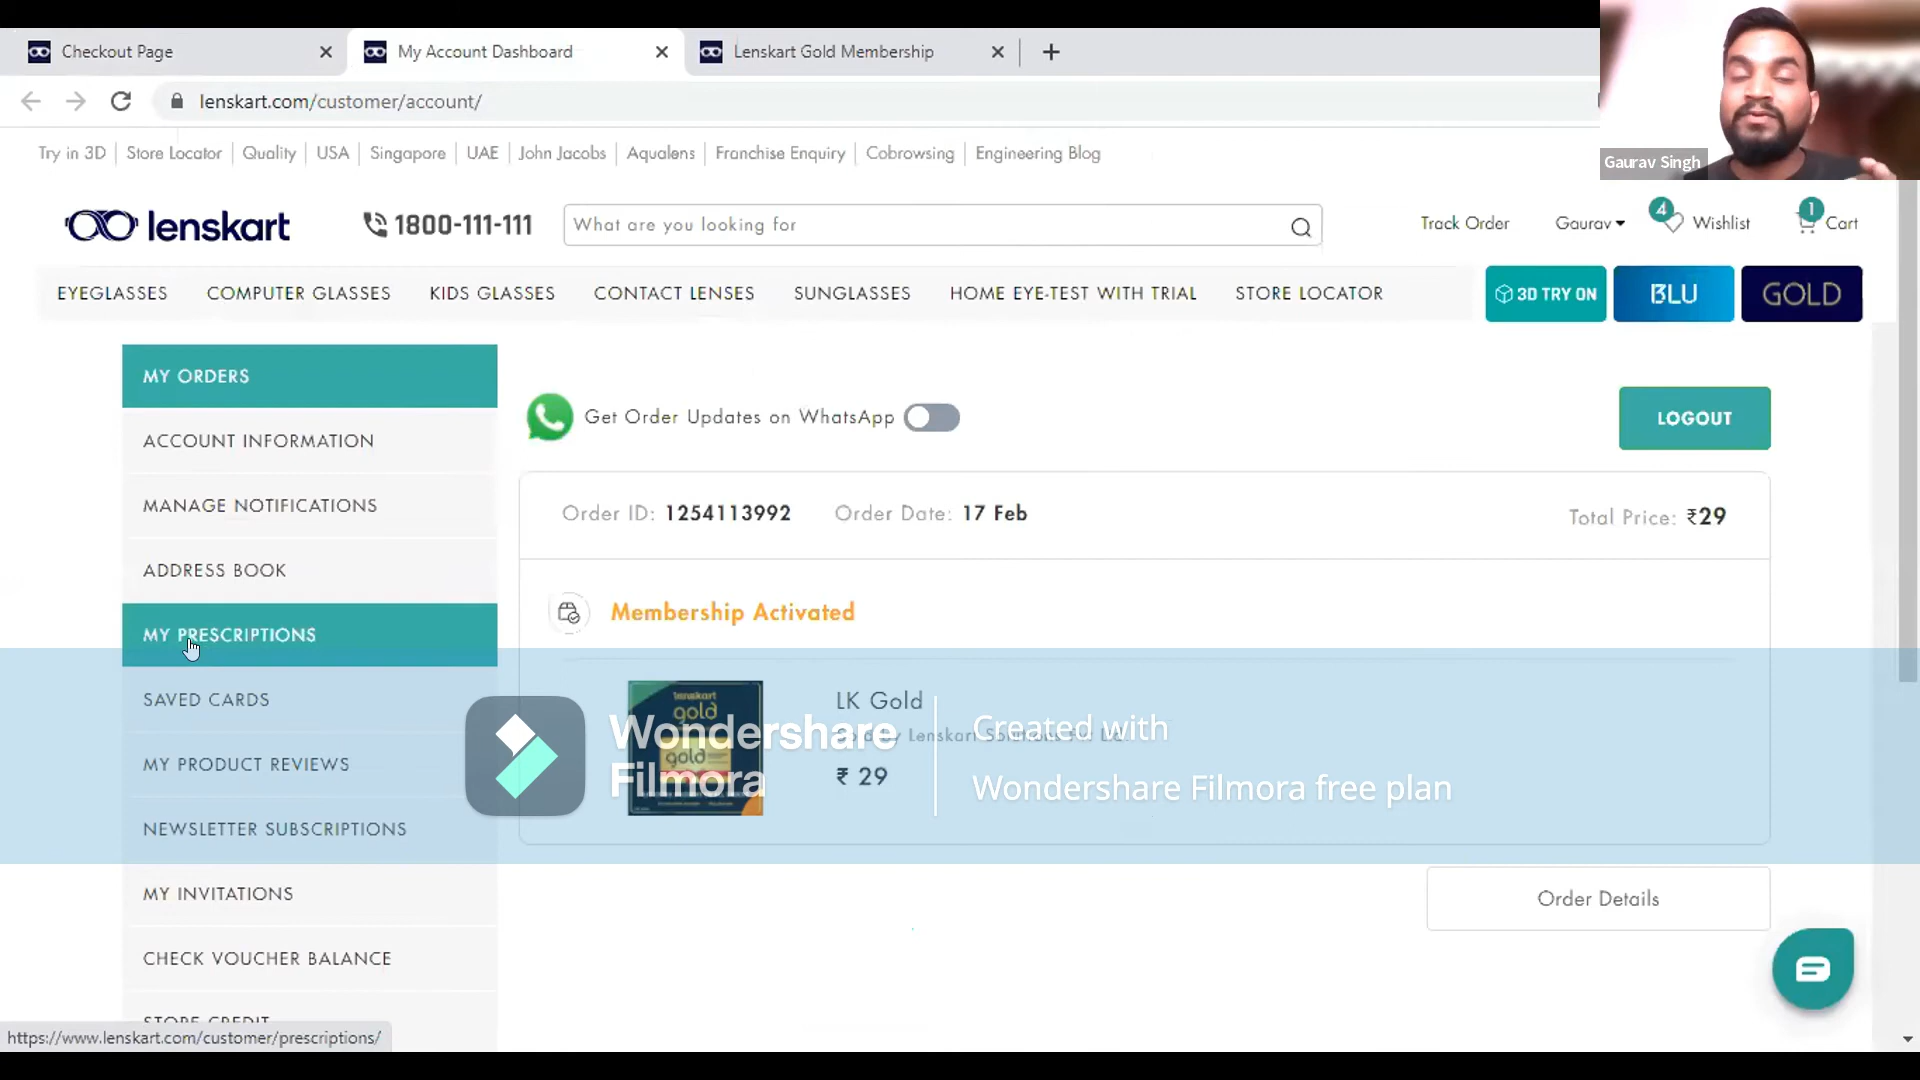 Checkout Page
My Account Dashboard
Lenskart Gold Membership
lenskart.com/customer/account/
Gaurav Singh
Try in 3D Store Locator Quality USA Singapore UAE John Jacobs Aqualens Franchise Enquiry Cobrowsing Engineering Blog
lenskart
1800-111-111
What are you looking for
Track Order
Gaurav
4
Wishlist
1
Cart
EYEGLASSES COMPUTER GLASSES KIDS GLASSES CONTACT LENSES SUNGLASSES HOME EYE-TEST WITH TRIAL STORE LOCATOR
3D TRY ON
BLU
GOLD
MY ORDERS
ACCOUNT INFORMATION
MANAGE NOTIFICATIONS
ADDRESS BOOK
MY PRESCRIPTIONS
SAVED CARDS
MY PRODUCT REVIEWS
NEWSLETTER SUBSCRIPTIONS
MY INVITATIONS
CHECK VOUCHER BALANCE
STORE CREDIT
Get Order Updates on WhatsApp
LOGOUT
Order ID: 1254113992 Order Date: 17 Feb
Total Price: ₹29
Membership Activated
lenskart
gold
gold
LK Gold
Lenskart
₹ 29
Wondershare
Filmora
Created with
Wondershare Filmora free plan
Order Details
https://www.lenskart.com/customer/prescriptions/